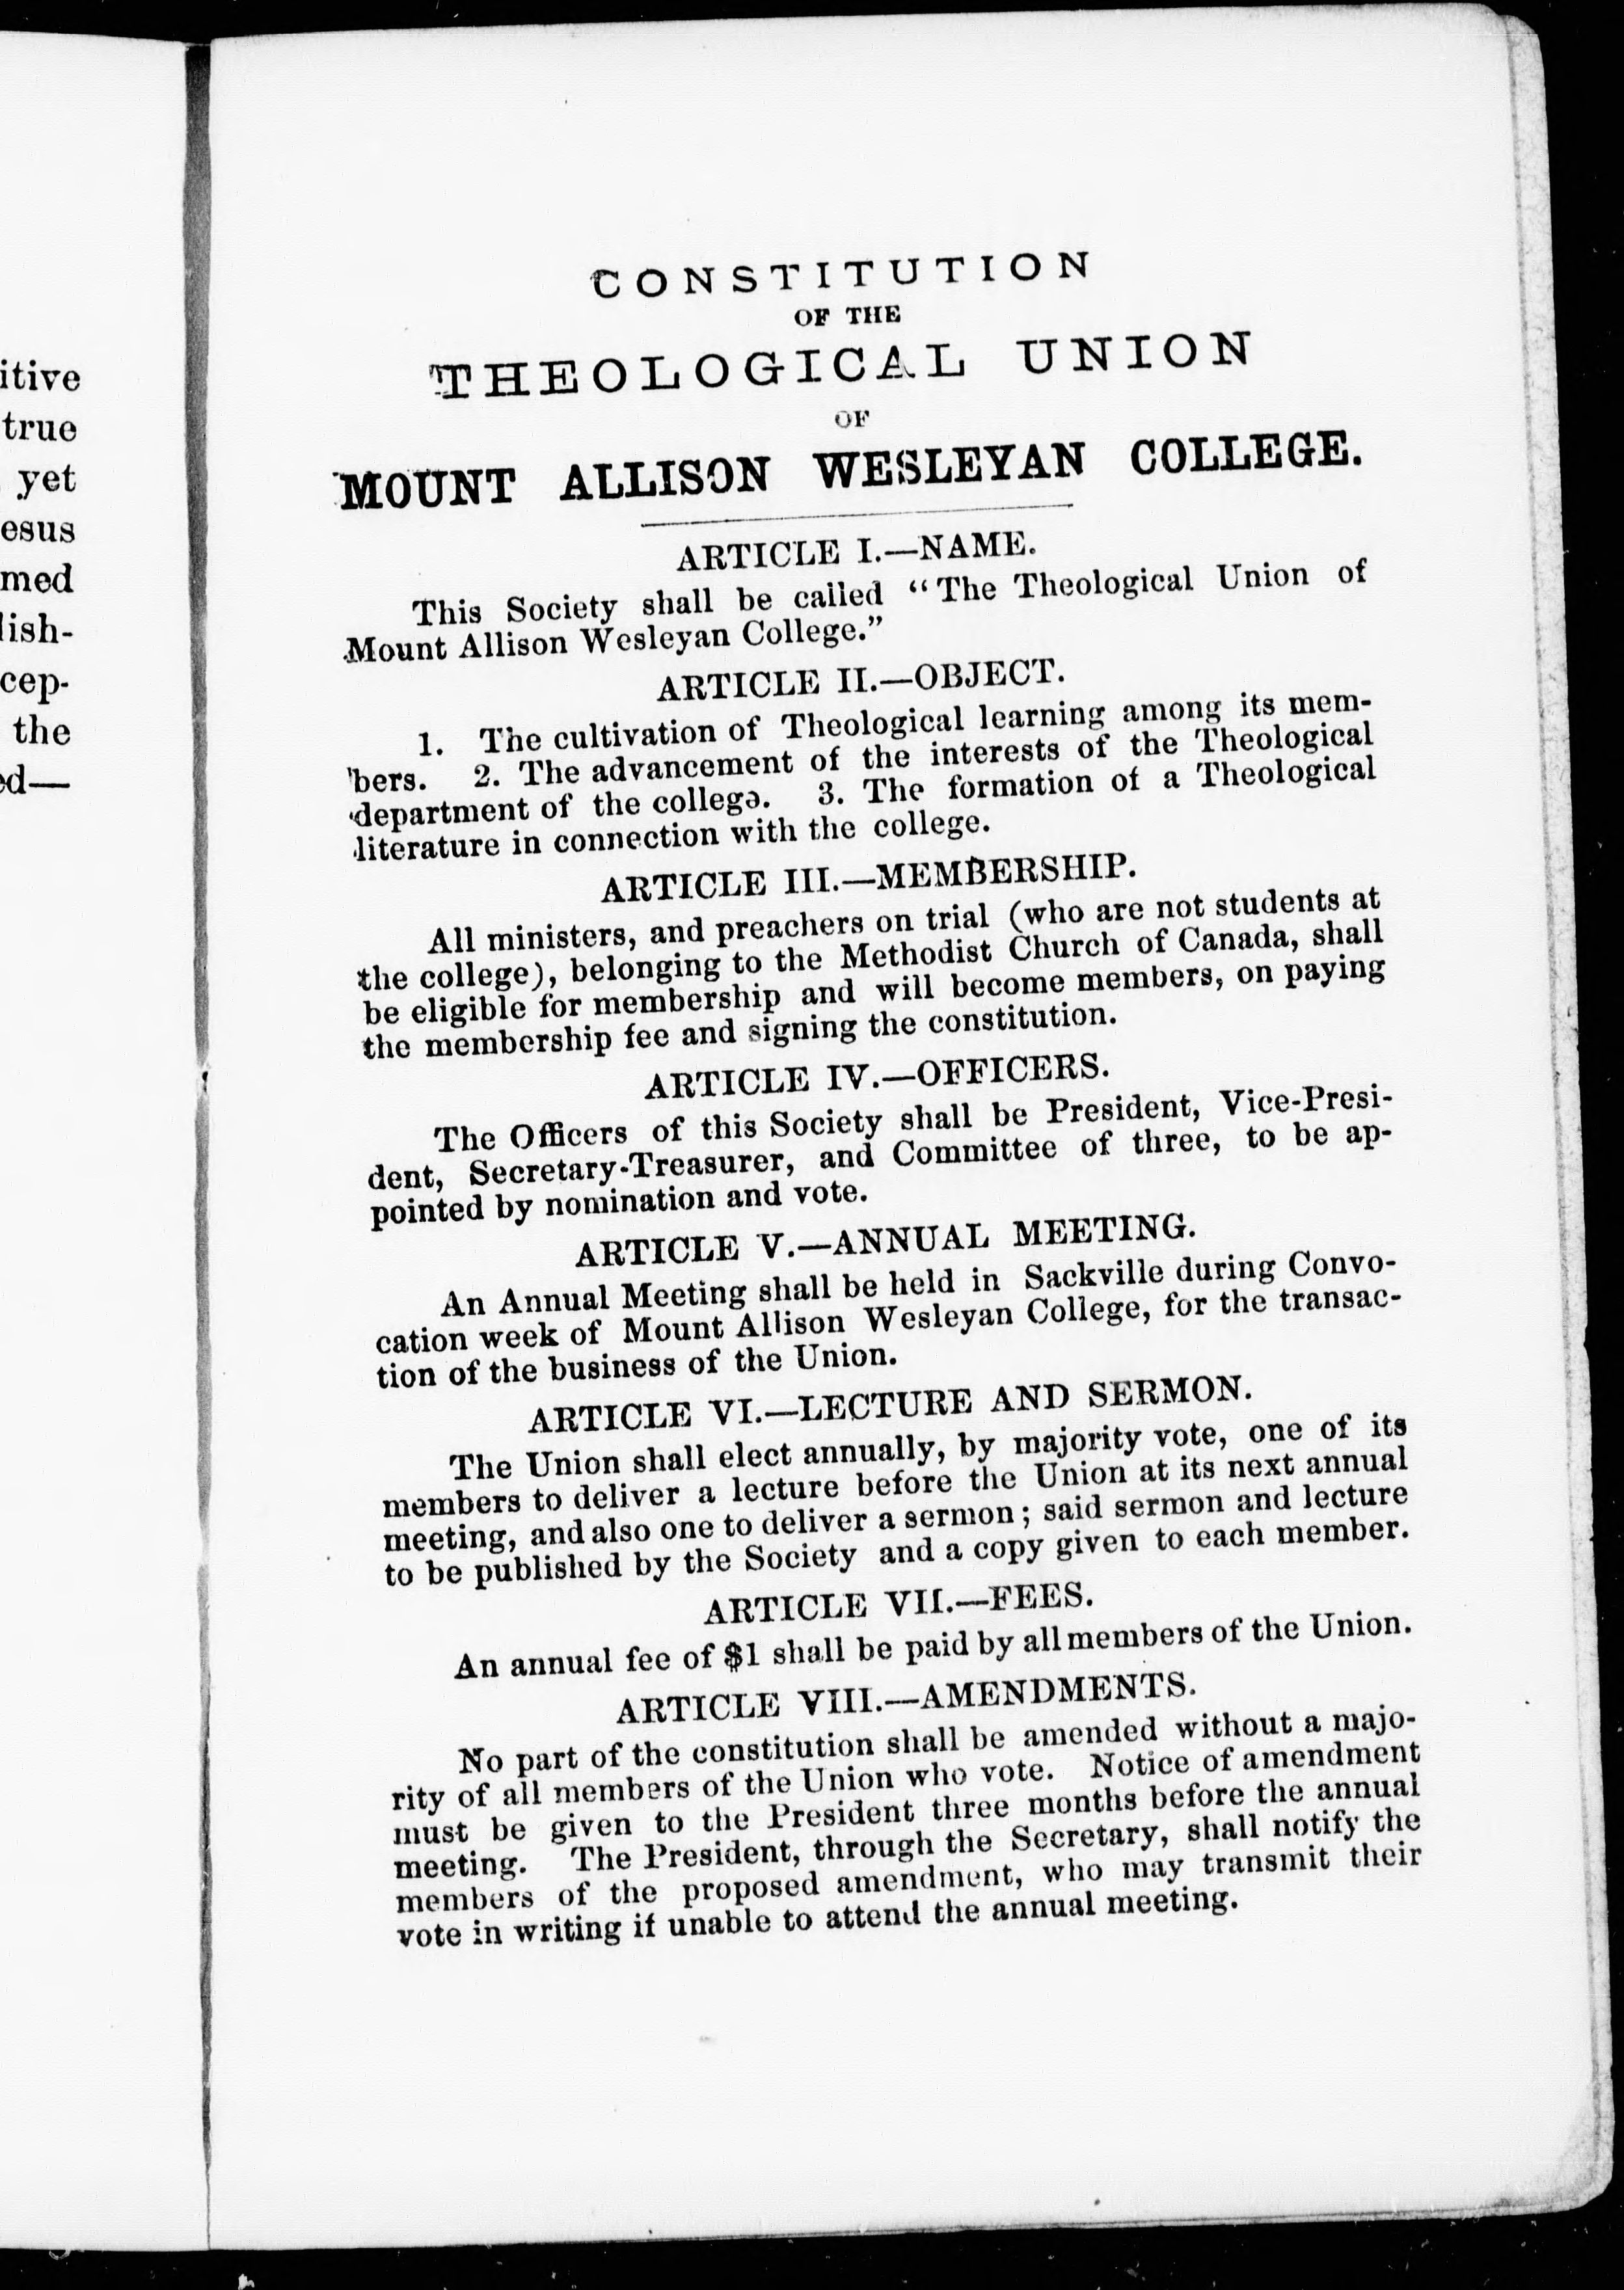 itive
true
yet
esus
med
lish-
cep-
the
ed—
CONSTITUTION
OF THE
THEOLOGICAL UNION
OF
MOUNT ALLISON WESLEYAN COLLEGE.
ARTICLE I.—NAME.
This Society shall be called "The Theological Union of
Mount Allison Wesleyan College."
ARTICLE II.—OBJECT.
1. The cultivation of Theological learning among its mem-
bers. 2. The advancement of the interests of the Theological
department of the college. 3. The formation of a Theological
literature in connection with the college.
ARTICLE III.—MEMBERSHIP.
All ministers, and preachers on trial (who are not students at
the college), belonging to the Methodist Church of Canada, shall
be eligible for membership and will become members, on paying
the membership fee and signing the constitution.
ARTICLE IV.—OFFICERS.
The Officers of this Society shall be President, Vice-Presi-
dent, Secretary-Treasurer, and Committee of three, to be ap-
pointed by nomination and vote.
ARTICLE V.—ANNUAL MEETING.
An Annual Meeting shall be held in Sackville during Convo-
cation week of Mount Allison Wesleyan College, for the transac-
tion of the business of the Union.
ARTICLE VI.—LECTURE AND SERMON.
The Union shall elect annually, by majority vote, one of its
members to deliver a lecture before the Union at its next annual
meeting, and also one to deliver a sermon; said sermon and lecture
to be published by the Society and a copy given to each member.
ARTICLE VII.—FEES.
An annual fee of $1 shall be paid by all members of the Union.
ARTICLE VIII.—AMENDMENTS.
No part of the constitution shall be amended without a majo-
rity of all members of the Union who vote. Notice of amendment
must be given to the President three months before the annual
meeting. The President, through the Secretary, shall notify the
members of the proposed amendment, who may transmit their
vote in writing if unable to attend the annual meeting.